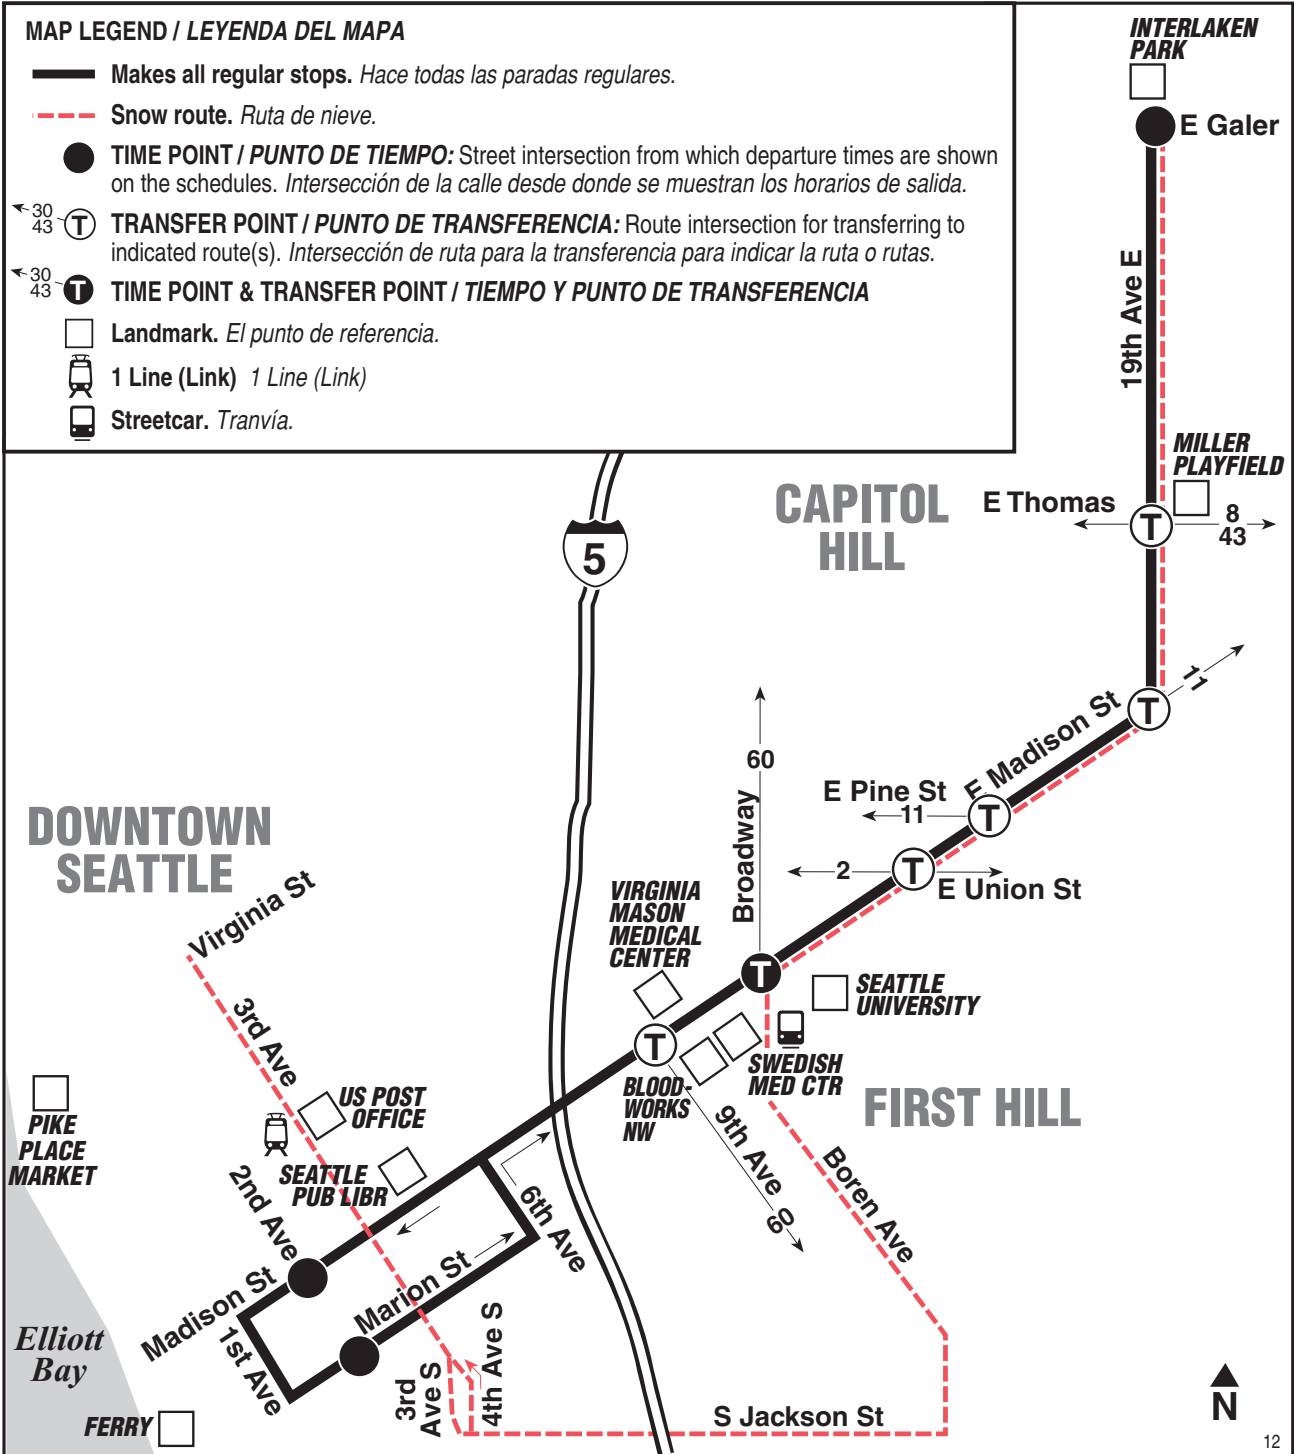 MAP LEGEND / LEYENDA DEL MAPA
Makes all regular stops. Hace todas las paradas regulares.
Snow route. Ruta de nieve.
TIME POINT / PUNTO DE TIEMPO: Street intersection from which departure times are shown
on the schedules. Intersección de la calle desde donde se muestran los horarios de salida.
30
43
T
TRANSFER POINT / PUNTO DE TRANSFERENCIA: Route intersection for transferring to
indicated route(s). Intersección de ruta para la transferencia para indicar la ruta o rutas.
30
43
T
TIME POINT & TRANSFER POINT / TIEMPO Y PUNTO DE TRANSFERENCIA
Landmark. El punto de referencia.
1 Line (Link) 1 Line (Link)
Streetcar. Tranvía.
INTERLAKEN
PARK
E Galer
19th Ave E
MILLER
PLAYFIELD
E Thomas
T
8
43
CAPITOL
HILL
5
11
T
E Madison St
60
Broadway
E Pine St
11
T
2
T
E Union St
DOWNTOWN
SEATTLE
Virginia St
VIRGINIA
MASON
MEDICAL
CENTER
T
SEATTLE
UNIVERSITY
3rd Ave
T
SWEDISH
MED CTR
BLOOD-
WORKS
NW
FIRST HILL
US POST
OFFICE
PIKE
PLACE
MARKET
SEATTLE
PUB LIBR
9th Ave
60
Boren Ave
2nd Ave
6th Ave
Madison St
Marion St
1st Ave
Elliott
Bay
3rd
Ave S
4th Ave S
S Jackson St
FERRY
N
12